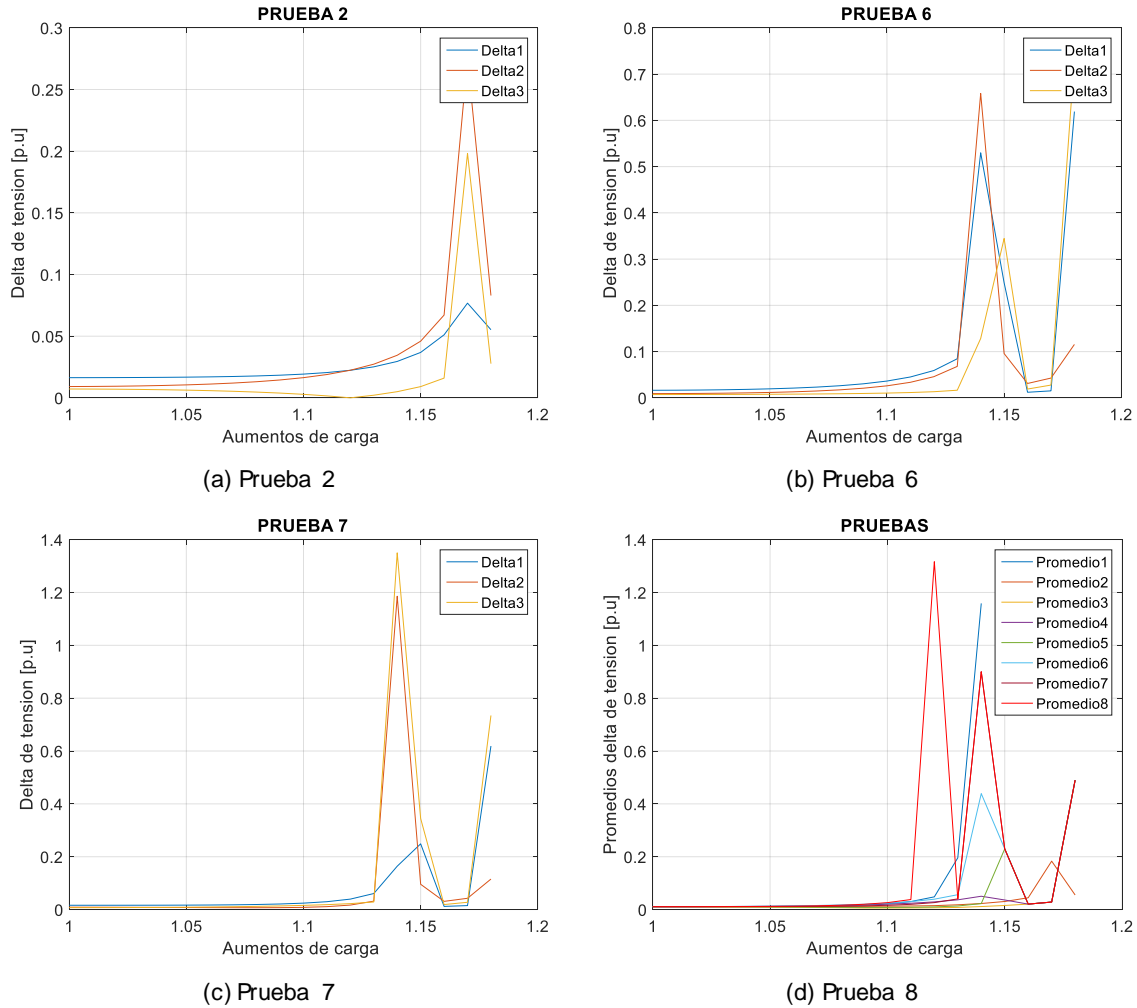 PRUEBA 2
0.3
0.25
0.2
0.15
0.1
0.05
0
Delta de tension [p.u]
Delta1
Delta2
Delta3
1 1.05 1.1 1.15 1.2
Aumentos de carga
(a) Prueba 2
PRUEBA 6
0.8
0.7
0.6
0.5
0.4
0.3
0.2
0.1
0
Delta de tension [p.u]
Delta1
Delta2
Delta3
1 1.05 1.1 1.15 1.2
Aumentos de carga
(b) Prueba 6
PRUEBA 7
1.4
1.2
1
0.8
0.6
0.4
0.2
0
Delta de tension [p.u]
Delta1
Delta2
Delta3
1 1.05 1.1 1.15 1.2
Aumentos de carga
(c) Prueba 7
PRUEBAS
1.4
1.2
1
0.8
0.6
0.4
0.2
0
Promedios delta de tension [p.u]
Promedio1
Promedio2
Promedio3
Promedio4
Promedio5
Promedio6
Promedio7
Promedio8
1 1.05 1.1 1.15 1.2
Aumentos de carga
(d) Prueba 8